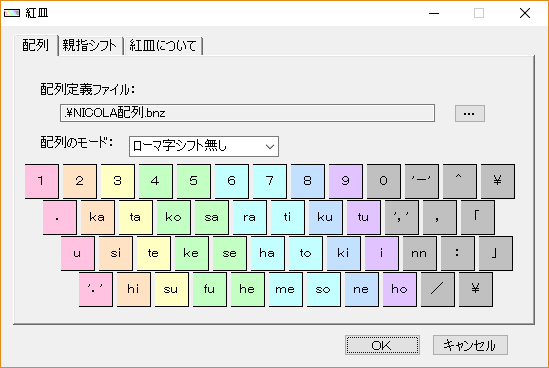 紅皿
配列 親指シフト 紅皿について
配列定義ファイル：
.¥NICOLA配列.bnz ...
配列のモード： ローマ字シフト無し
1 2 3 4 5 6 7 8 9 0 '－' ^ ￥
. ka ta ko sa ra ti ku tu ',' , 「
u si te ke se ha to ki i nn : 」
'.' hi su fu he me so ne ho ／ ￥
OK キャンセル